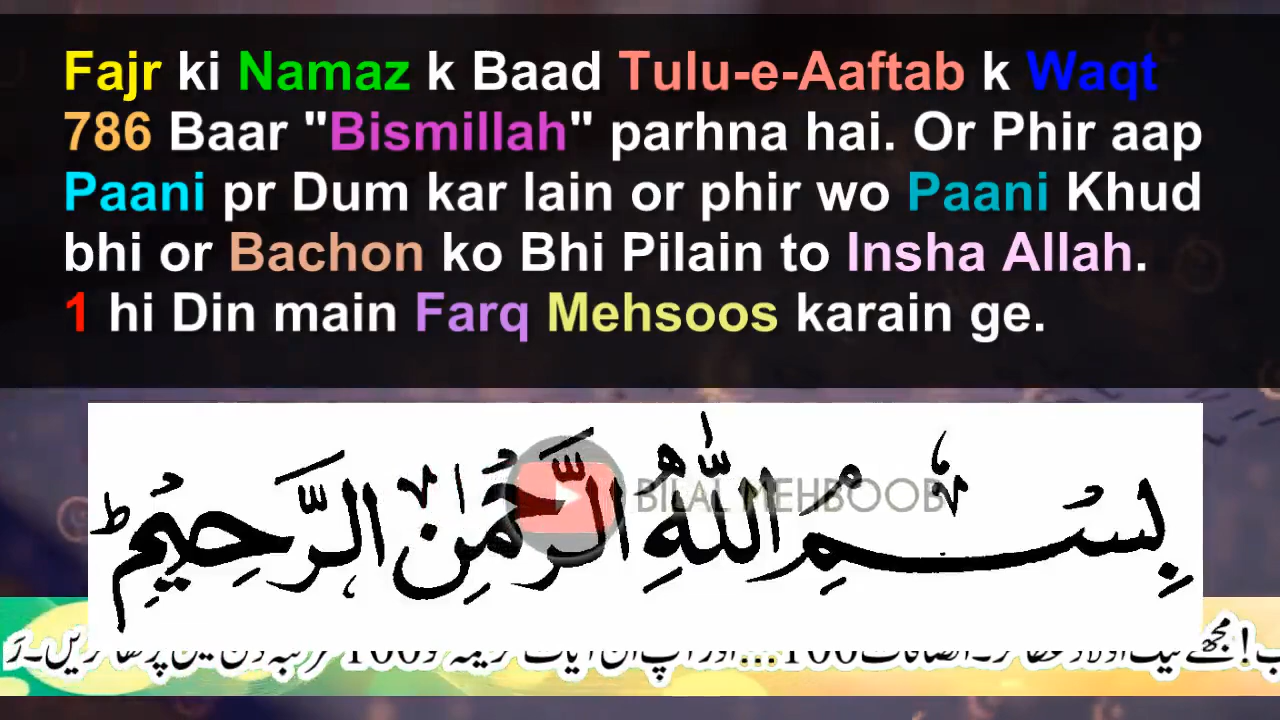 Fajr ki Namaz k Baad Tulu-e-Aaftab k Waqt
786 Baar "Bismillah" parhna hai. Or Phir aap
Paani pr Dum kar lain or phir wo Paani Khud
bhi or Bachon ko Bhi Pilain to Insha Allah.
1 hi Din main Farq Mehsoos karain ge.
بِسْمِ اللّٰهِ الرَّحْمٰنِ الرَّحِيْمِ ؕ
BILAL MEHBOOB